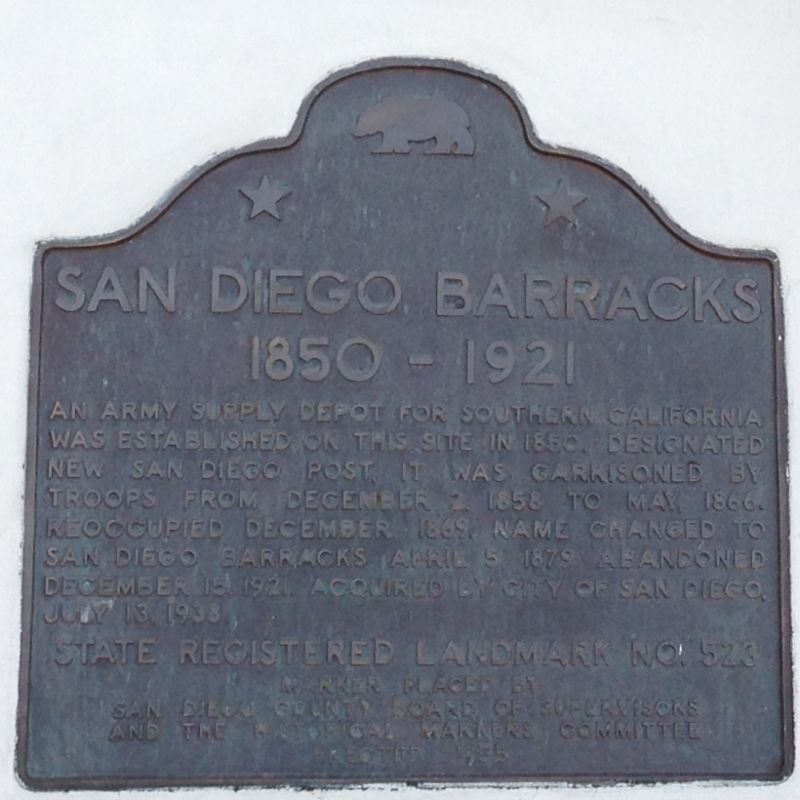 SAN DIEGO BARRACKS
1850 - 1921
AN ARMY SUPPLY DEPOT FOR SOUTHERN CALIFORNIA
WAS ESTABLISHED ON THIS SITE IN 1850. DESIGNATED
NEW SAN DIEGO POST, IT WAS GARRISONED BY
TROOPS FROM DECEMBER 2, 1858 TO MAY, 1866.
REOCCUPIED DECEMBER, 1869. NAME CHANGED TO
SAN DIEGO BARRACKS APRIL 5, 1879. ABANDONED
DECEMBER 15, 1921. ACQUIRED BY CITY OF SAN DIEGO,
JULY 13, 1938
STATE REGISTERED LANDMARK NO. 523
MARKER PLACED BY
SAN DIEGO COUNTY BOARD OF SUPERVISORS
AND THE HISTORICAL MARKERS COMMITTEE
ERECTED